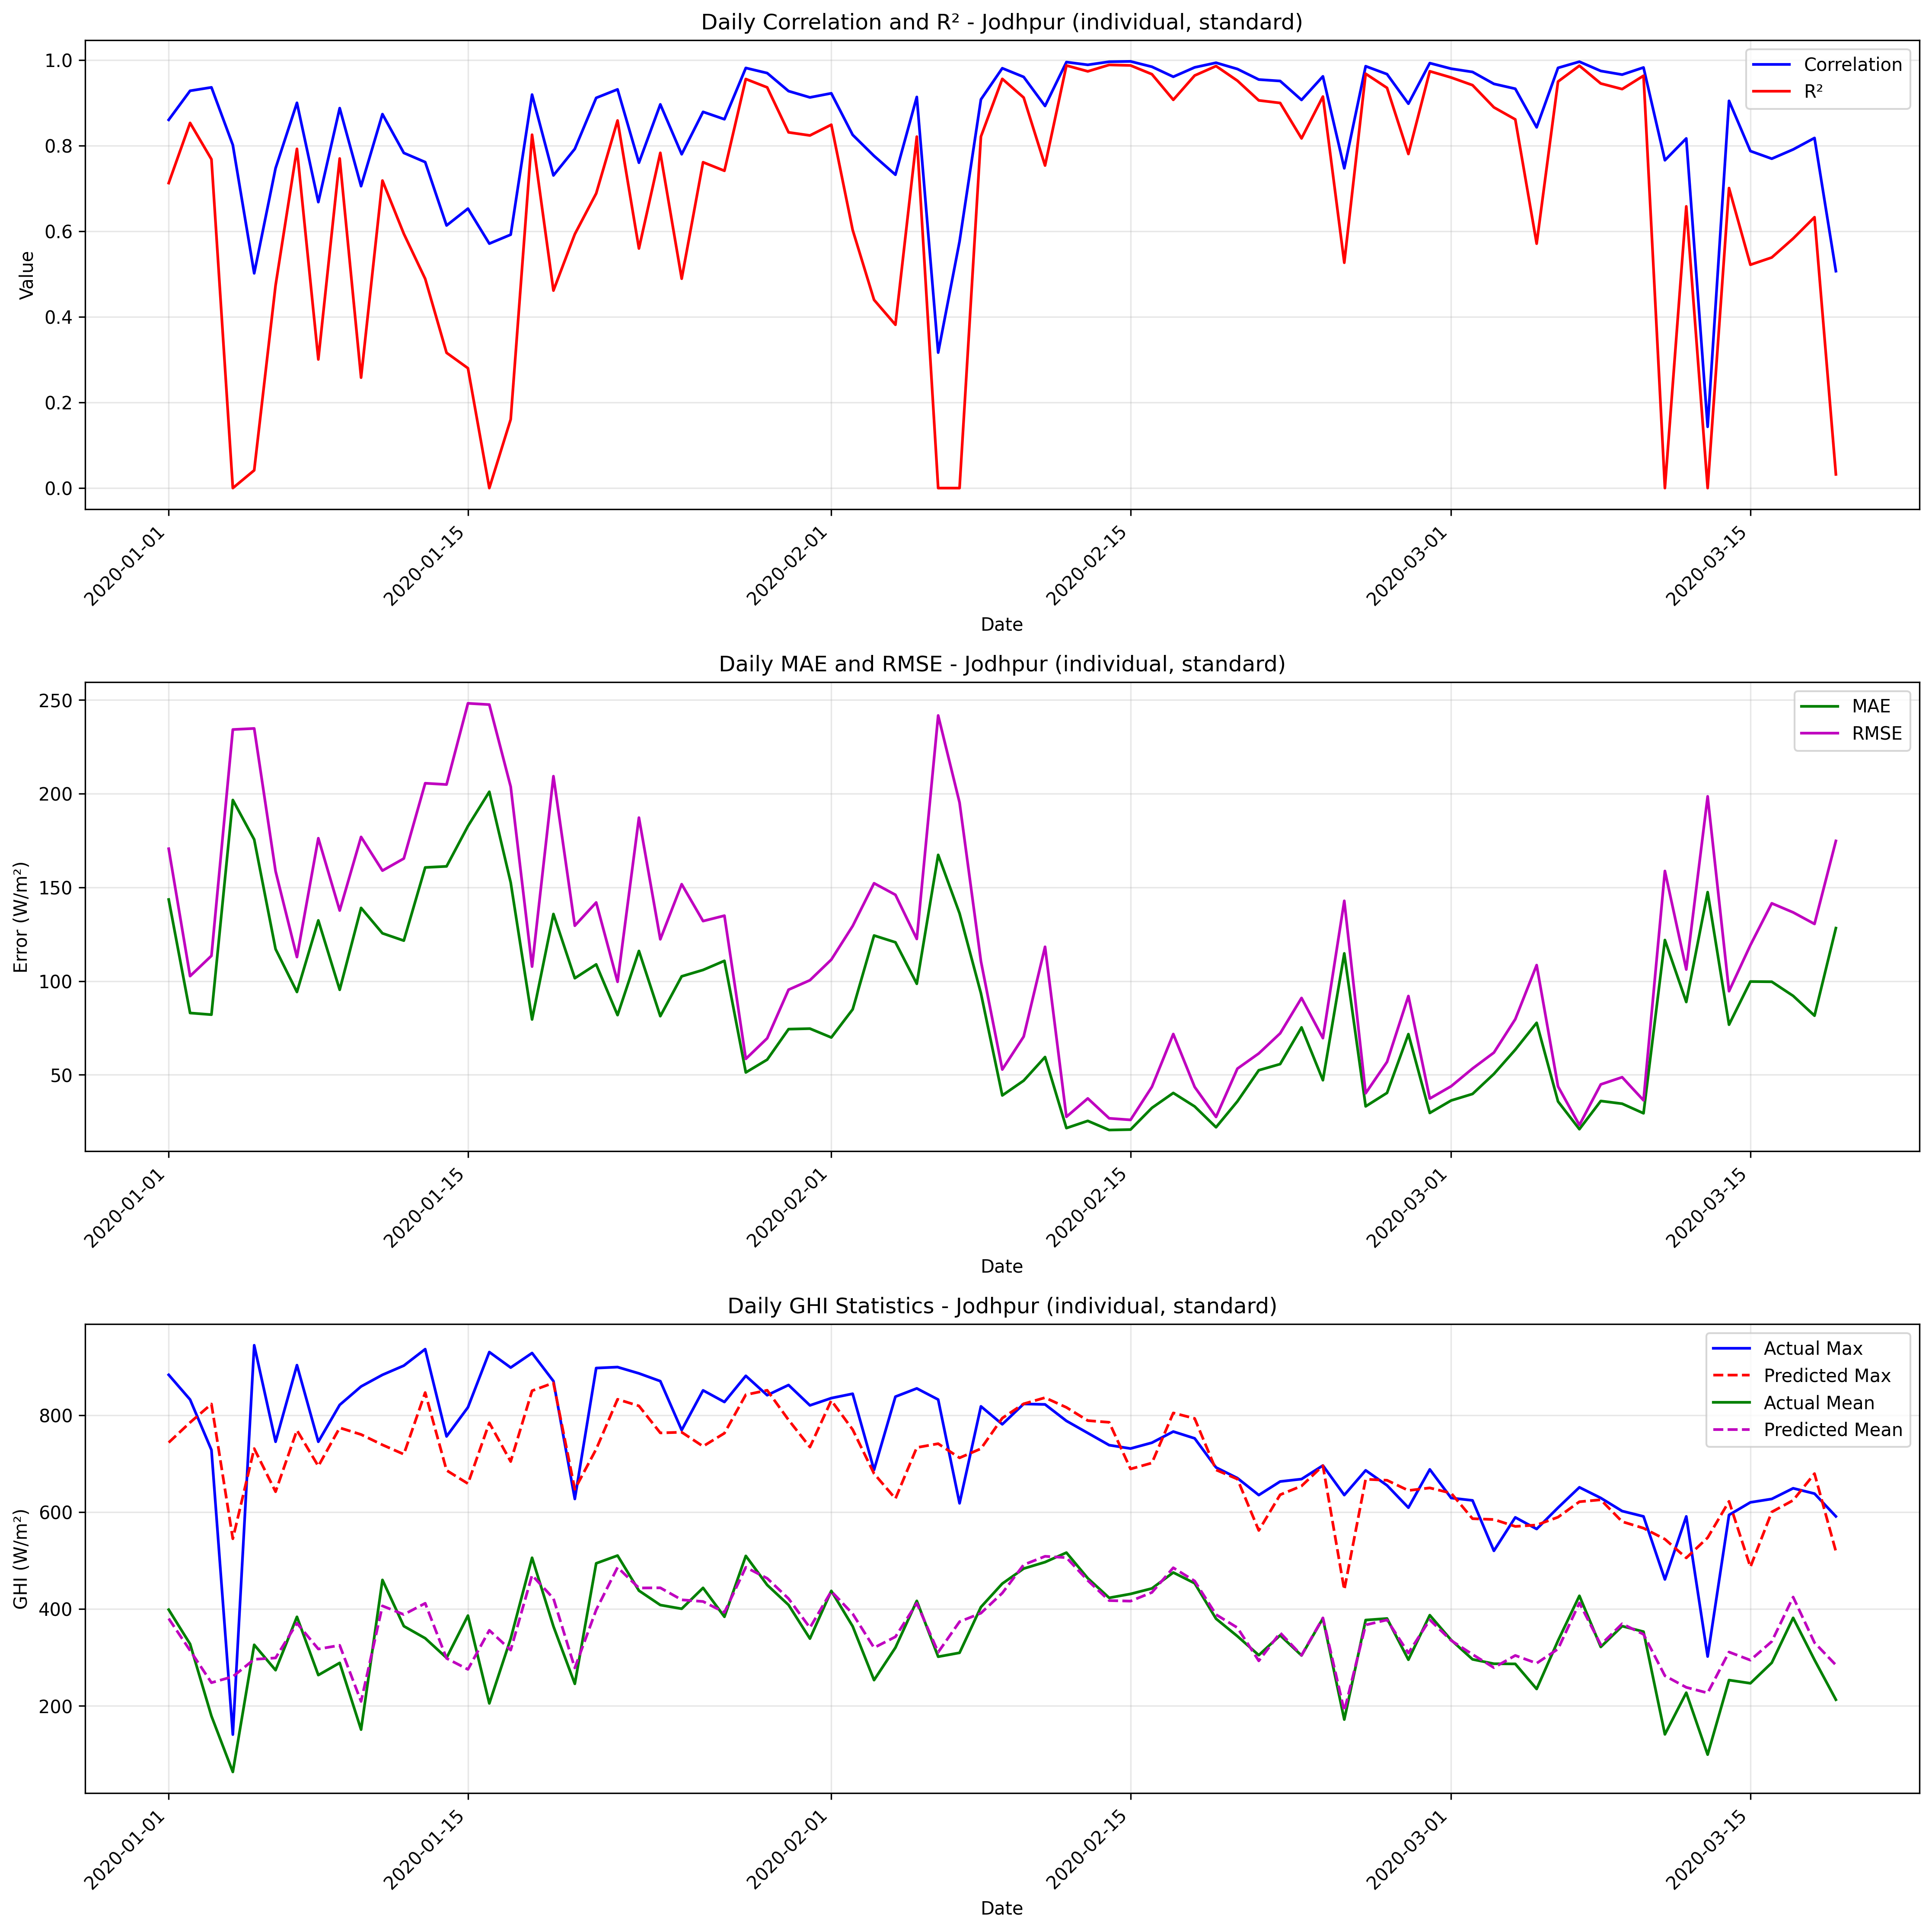 Daily Correlation and R² - Jodhpur (individual, standard)
Correlation
R²
Value
1.0
0.8
0.6
0.4
0.2
0.0
2020-01-01
2020-01-15
2020-02-01
2020-02-15
2020-03-01
2020-03-15
Date
Daily MAE and RMSE - Jodhpur (individual, standard)
MAE
RMSE
Error (W/m²)
250
200
150
100
50
2020-01-01
2020-01-15
2020-02-01
2020-02-15
2020-03-01
2020-03-15
Date
Daily GHI Statistics - Jodhpur (individual, standard)
Actual Max
Predicted Max
Actual Mean
Predicted Mean
GHI (W/m²)
800
600
400
200
2020-01-01
2020-01-15
2020-02-01
2020-02-15
2020-03-01
2020-03-15
Date